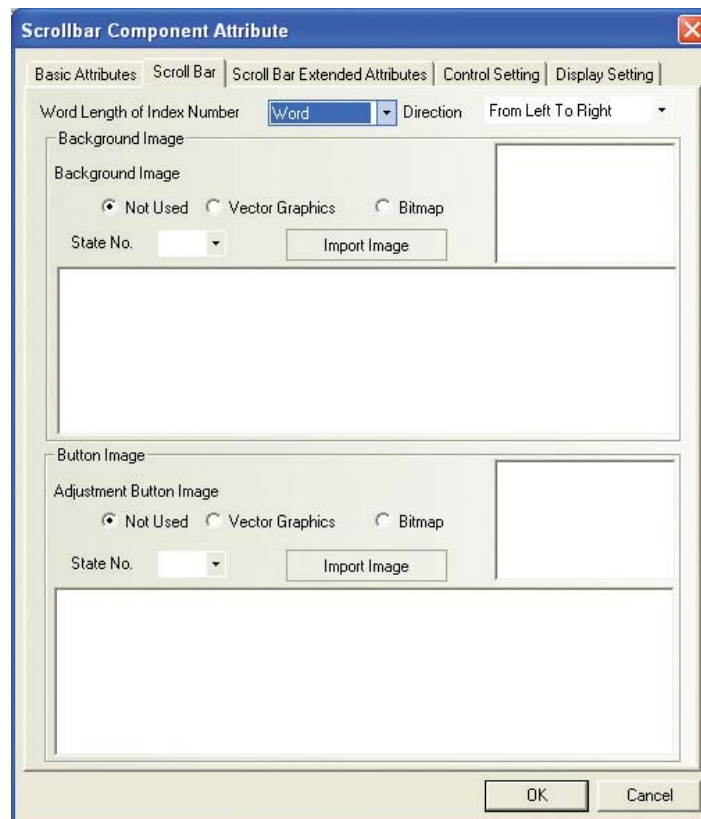 Scrollbar Component Attribute
Basic Attributes Scroll Bar Scroll Bar Extended Attributes Control Setting Display Setting
Word Length of Index Number Word Direction From Left To Right
Background Image
Background Image
Not Used Vector Graphics Bitmap
State No. Import Image
Button Image
Adjustment Button Image
Not Used Vector Graphics Bitmap
State No. Import Image
OK Cancel